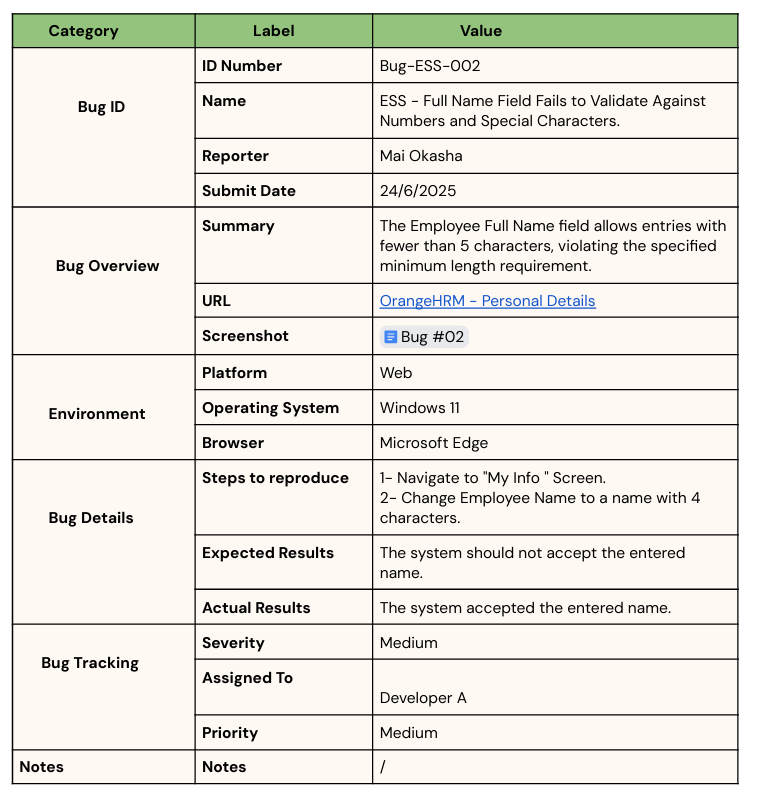 Category Label Value
Bug ID
ID Number Bug-ESS-002
Name ESS - Full Name Field Fails to Validate Against
Numbers and Special Characters.
Reporter Mai Okasha
Submit Date 24/6/2025
Bug Overview
Summary The Employee Full Name field allows entries with
fewer than 5 characters, violating the specified
minimum length requirement.
URL OrangeHRM - Personal Details
Screenshot Bug #02
Environment
Platform Web
Operating System Windows 11
Browser Microsoft Edge
Bug Details
Steps to reproduce 1- Navigate to "My Info " Screen.
2- Change Employee Name to a name with 4
characters.
Expected Results The system should not accept the entered
name.
Actual Results The system accepted the entered name.
Bug Tracking
Severity Medium
Assigned To
Developer A
Priority Medium
Notes Notes /